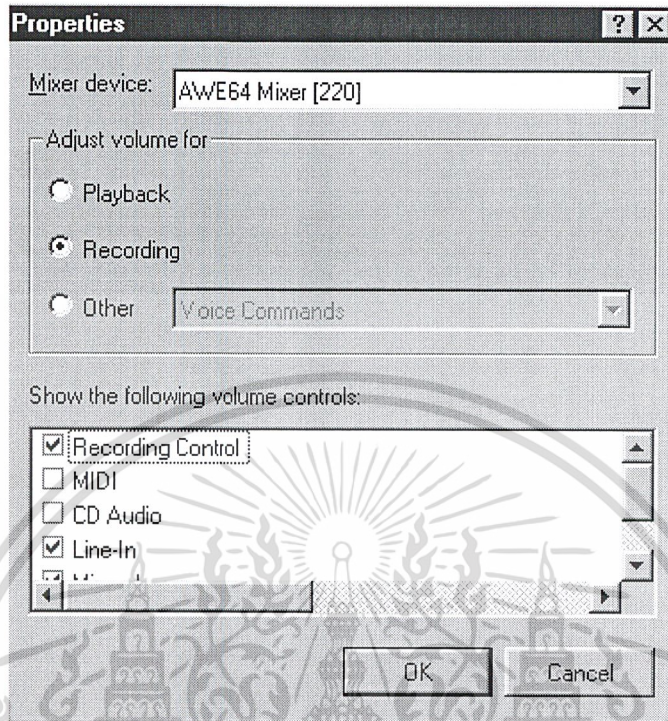 Properties
Mixer device: AWE64 Mixer [220]
Adjust volume for
Playback
Recording
Other Voice Commands
Show the following volume controls:
Recording Control
MIDI
CD Audio
Line-In
OK Cancel